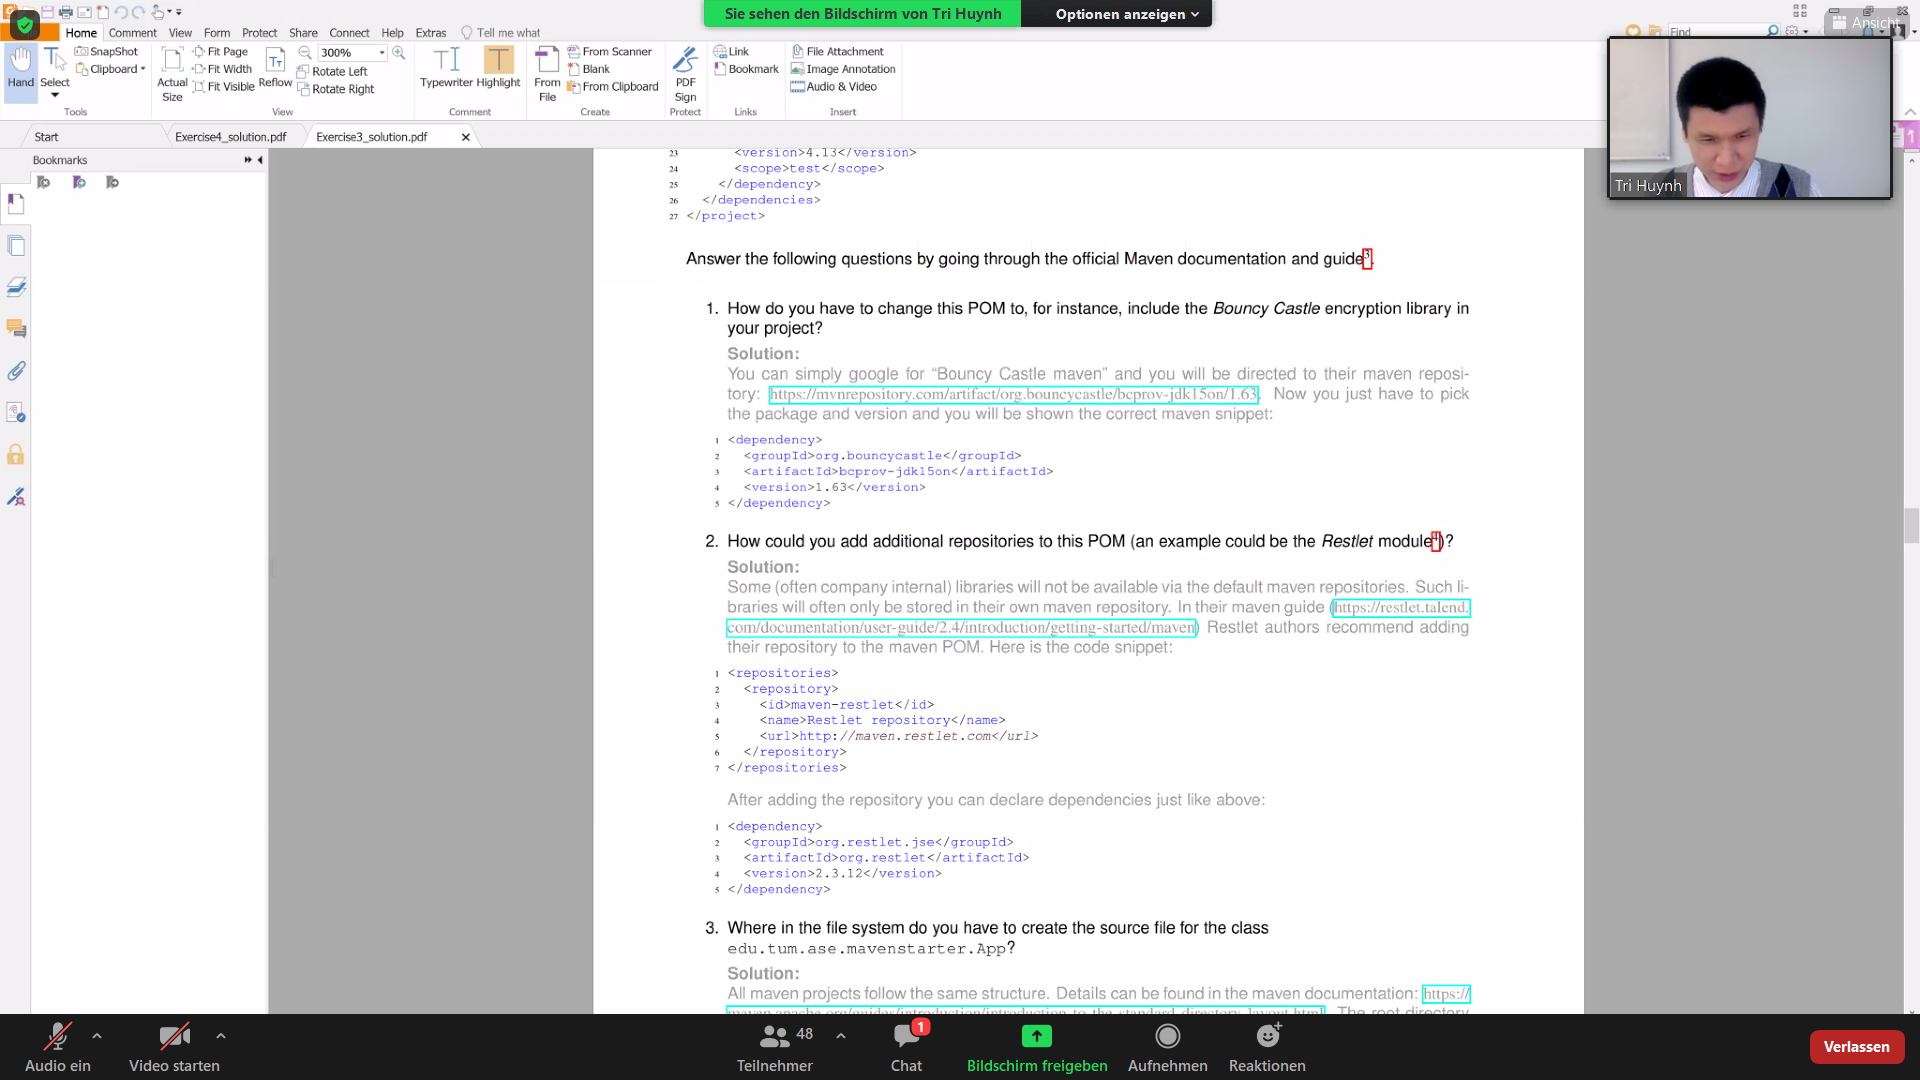 Sie sehen den Bildschirm von Tri Huynh
Optionen anzeigen
Ansicht
Home Comment View Form Protect Share Connect Help Extras Tell me what
Find
Hand
Select
SnapShot
Clipboard
Tools
Actual Size
Fit Page
Fit Width
Fit Visible
Reflow
300%
Rotate Left
Rotate Right
View
Typewriter
Highlight
Comment
From File
From Scanner
Blank
From Clipboard
Create
PDF Sign
Protect
Link
Bookmark
Links
File Attachment
Image Annotation
Audio & Video
Insert
Start
Exercise4_solution.pdf
Exercise3_solution.pdf
Bookmarks
Tri Huynh
23 <version>4.13</version>
24 <scope>test</scope>
25 </dependency>
26 </dependencies>
27 </project>
Answer the following questions by going through the official Maven documentation and guide3.
1. How do you have to change this POM to, for instance, include the Bouncy Castle encryption library in
your project?
Solution:
You can simply google for “Bouncy Castle maven” and you will be directed to their maven reposi-
tory: https://mvnrepository.com/artifact/org.bouncycastle/bcprov-jdk15on/1.63. Now you just have to pick
the package and version and you will be shown the correct maven snippet:
1 <dependency>
2 <groupId>org.bouncycastle</groupId>
3 <artifactId>bcprov-jdk15on</artifactId>
4 <version>1.63</version>
5 </dependency>
2. How could you add additional repositories to this POM (an example could be the Restlet module4)?
Solution:
Some (often company internal) libraries will not be available via the default maven repositories. Such li-
braries will often only be stored in their own maven repository. In their maven guide (https://restlet.talend.
com/documentation/user-guide/2.4/introduction/getting-started/maven) Restlet authors recommend adding
their repository to the maven POM. Here is the code snippet:
1 <repositories>
2 <repository>
3 <id>maven-restlet</id>
4 <name>Restlet repository</name>
5 <url>http://maven.restlet.com</url>
6 </repository>
7 </repositories>
After adding the repository you can declare dependencies just like above:
1 <dependency>
2 <groupId>org.restlet.jse</groupId>
3 <artifactId>org.restlet</artifactId>
4 <version>2.3.12</version>
5 </dependency>
3. Where in the file system do you have to create the source file for the class
edu.tum.ase.mavenstarter.App?
Solution:
All maven projects follow the same structure. Details can be found in the maven documentation: https://
maven.apache.org/guides/introduction/introduction-to-the-standard-directory-layout.html. The root directory
Audio ein
Video starten
48
Teilnehmer
1
Chat
Bildschirm freigeben
Aufnehmen
Reaktionen
Verlassen